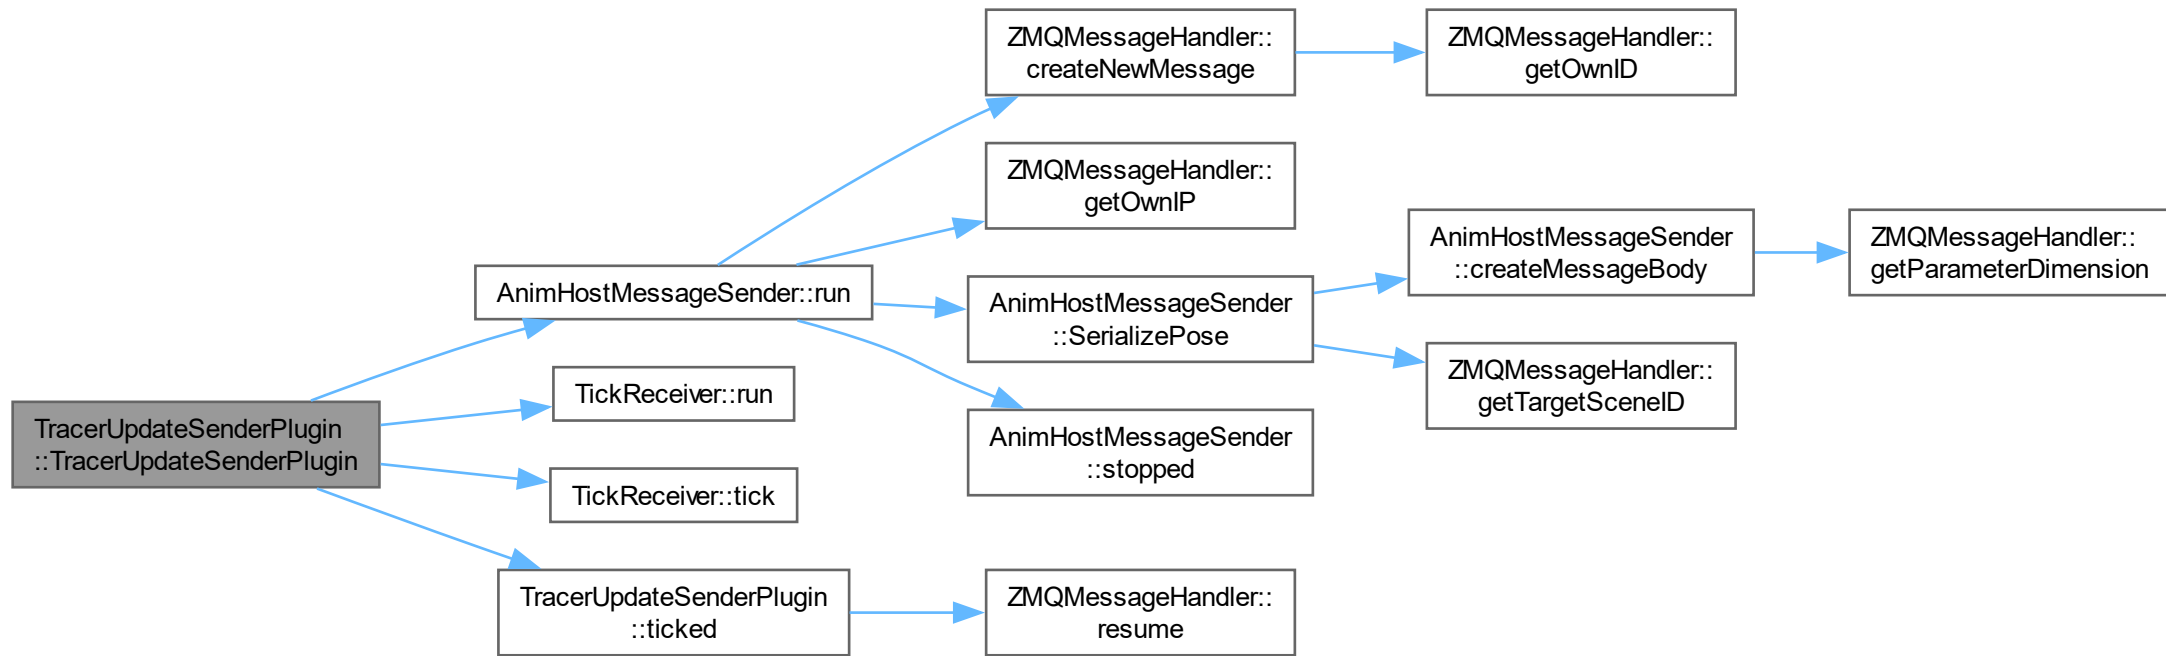 TracerUpdateSenderPlugin
::TracerUpdateSenderPlugin
AnimHostMessageSender::run
TickReceiver::run
TickReceiver::tick
TracerUpdateSenderPlugin
::ticked
ZMQMessageHandler::
createNewMessage
ZMQMessageHandler::
getOwnIP
AnimHostMessageSender
::SerializePose
AnimHostMessageSender
::stopped
ZMQMessageHandler::
resume
ZMQMessageHandler::
getOwnID
AnimHostMessageSender
::createMessageBody
ZMQMessageHandler::
getTargetSceneID
ZMQMessageHandler::
getParameterDimension